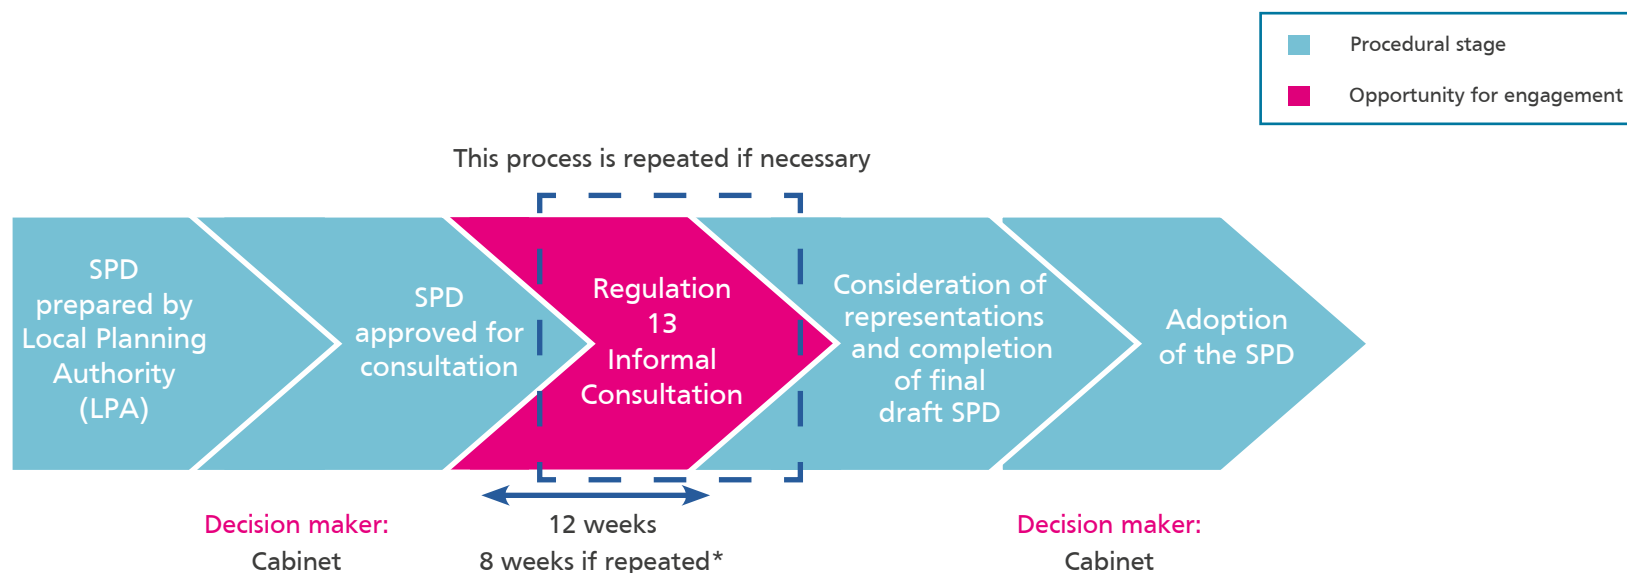 Procedural stage
Opportunity for engagement
This process is repeated if necessary
SPD
prepared by
Local Planning
Authority
(LPA)
SPD
approved for
consultation
Regulation
13
Informal
Consultation
Consideration of
representations
and completion
of final
draft SPD
Adoption
of the SPD
Decision maker:
Cabinet
12 weeks
8 weeks if repeated*
Decision maker:
Cabinet